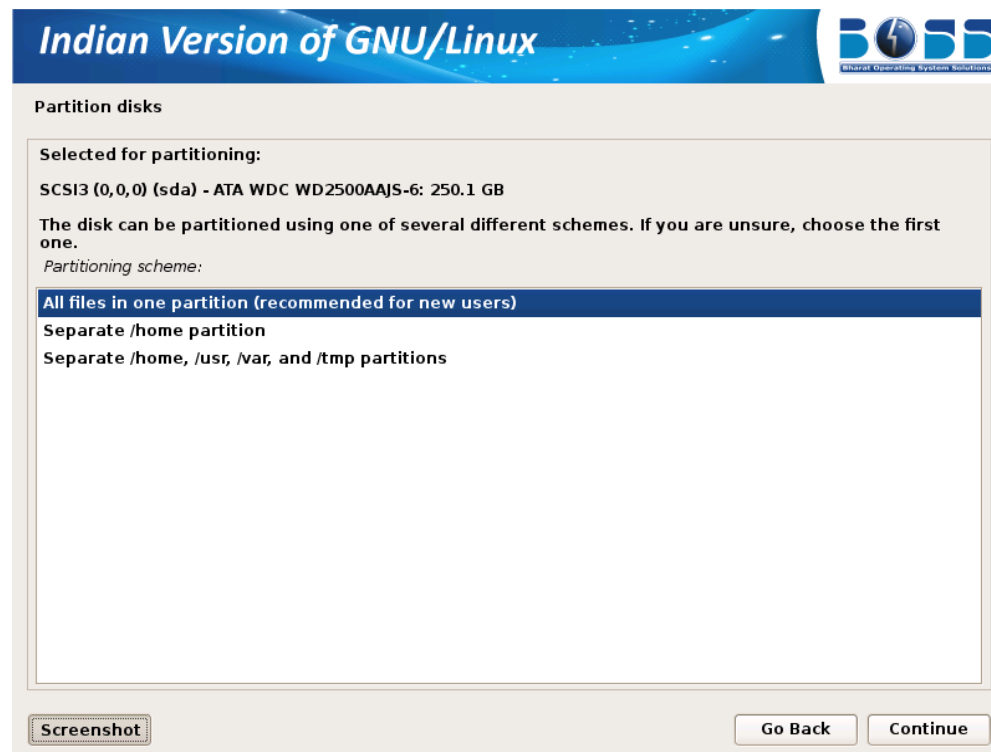 Indian Version of GNU/Linux
BOSS
Bharat Operating System Solutions
Partition disks
Selected for partitioning:
SCSI3 (0,0,0) (sda) - ATA WDC WD2500AAJS-6: 250.1 GB
The disk can be partitioned using one of several different schemes. If you are unsure, choose the first
one.
Partitioning scheme:
All files in one partition (recommended for new users)
Separate /home partition
Separate /home, /usr, /var, and /tmp partitions
Screenshot
Go Back
Continue